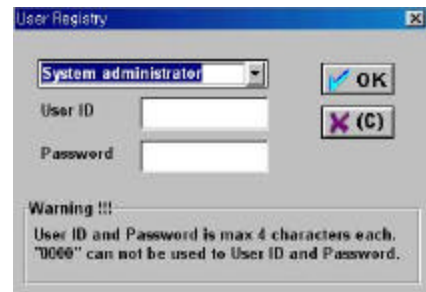 User Registry
System administrator
OK
User ID
(C)
Password
Warning !!!
User ID and Password is max 4 characters each.
"0000" can not be used to User ID and Password.